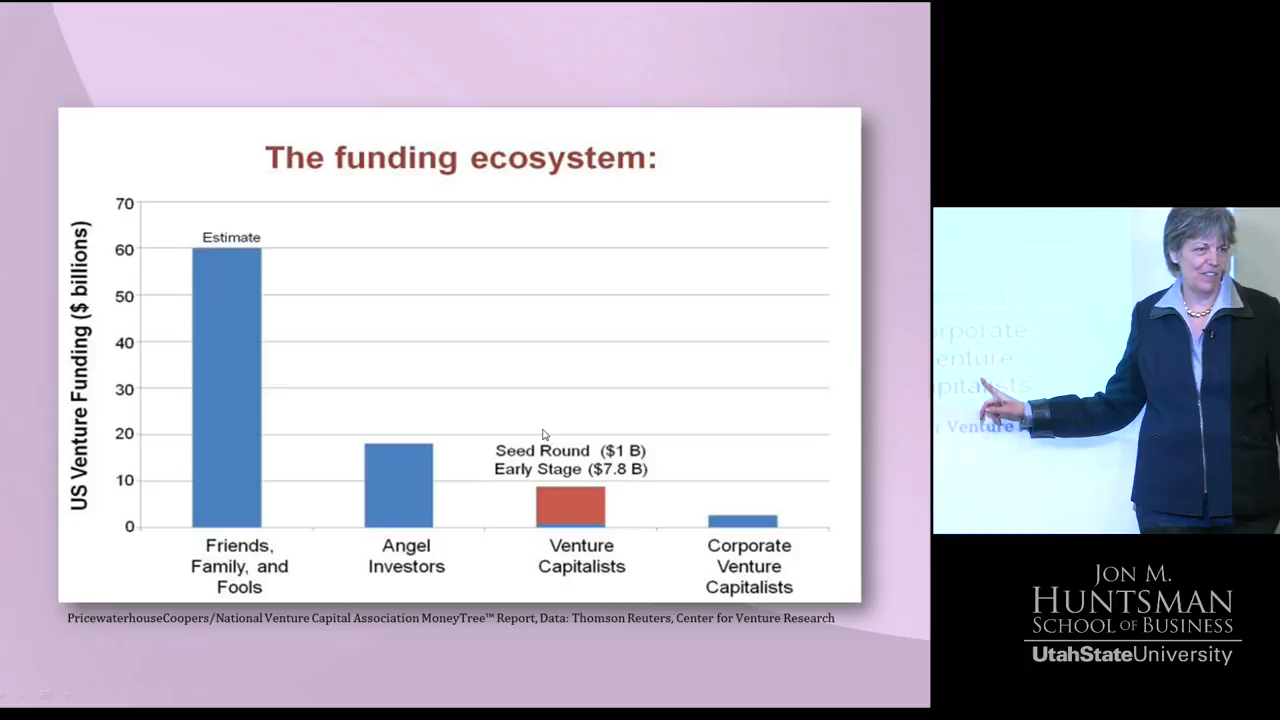 The funding ecosystem:
US Venture Funding ($ billions)
70
60
50
40
30
20
10
0
Estimate
Seed Round ($1 B)
Early Stage ($7.8 B)
Friends,
Family, and
Fools
Angel
Investors
Venture
Capitalists
Corporate
Venture
Capitalists
PricewaterhouseCoopers/National Venture Capital Association MoneyTree™ Report, Data: Thomson Reuters, Center for Venture Research
Venture
JON M.
HUNTSMAN
SCHOOL OF BUSINESS
UtahStateUniversity